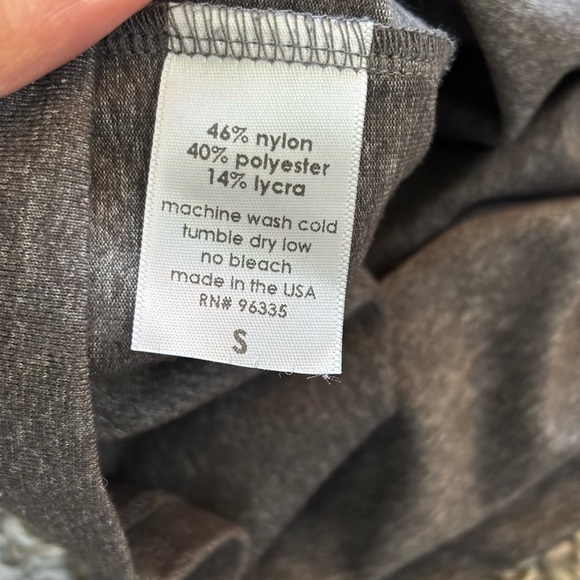 46% nylon
40% polyester
14% lycra
machine wash cold
tumble dry low
no bleach
made in the USA
RN# 96335
S